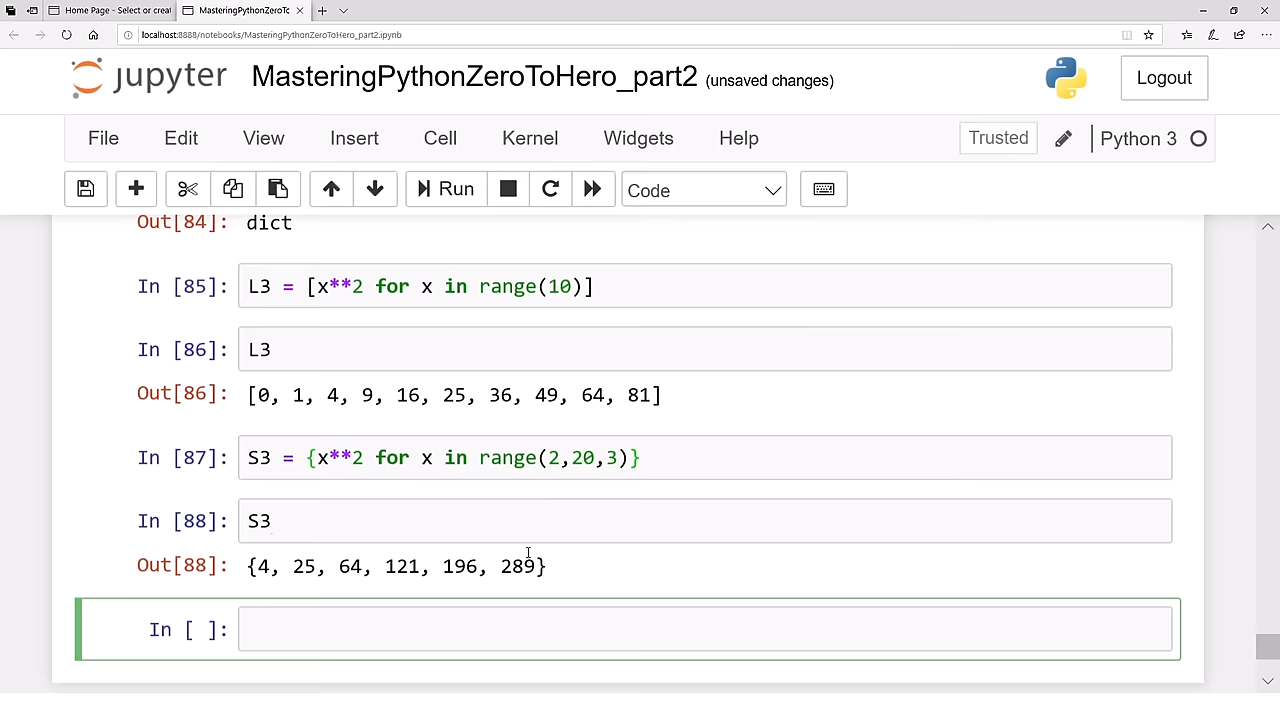 Home Page - Select or creat
MasteringPythonZeroTo
localhost:8888/notebooks/MasteringPythonZeroToHero_part2.ipynb
jupyter MasteringPythonZeroToHero_part2 (unsaved changes)
Logout
File Edit View Insert Cell Kernel Widgets Help
Trusted
Python 3
Run
Code
Out[84]: dict
In [85]: L3 = [x**2 for x in range(10)]
In [86]: L3
Out[86]: [0, 1, 4, 9, 16, 25, 36, 49, 64, 81]
In [87]: S3 = {x**2 for x in range(2,20,3)}
In [88]: S3
Out[88]: {4, 25, 64, 121, 196, 289}
In [ ]: